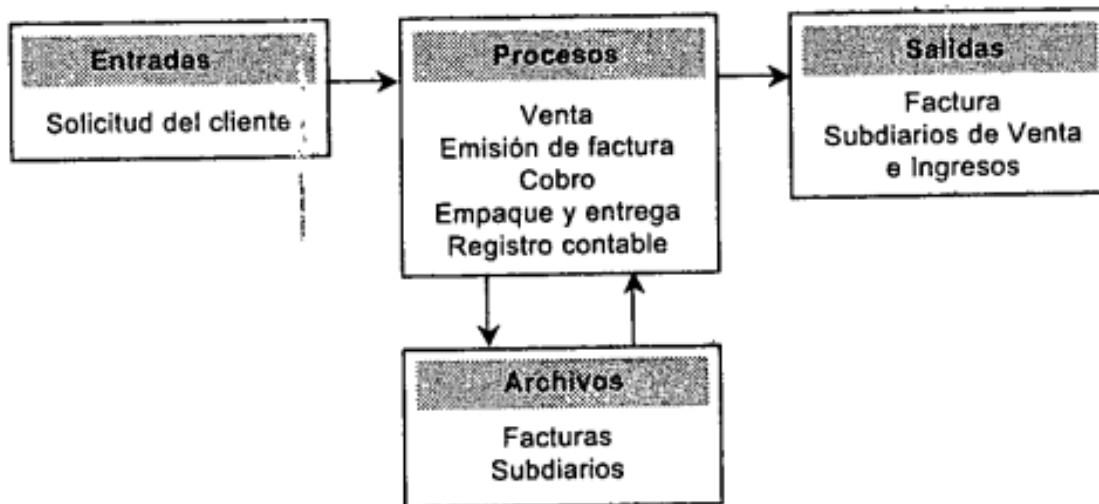 Entradas
Solicitud del cliente
Procesos
Venta
Emisión de factura
Cobro
Empaque y entrega
Registro contable
Salidas
Factura
Subdiarios de Venta
e Ingresos
Archivos
Facturas
Subdiarios